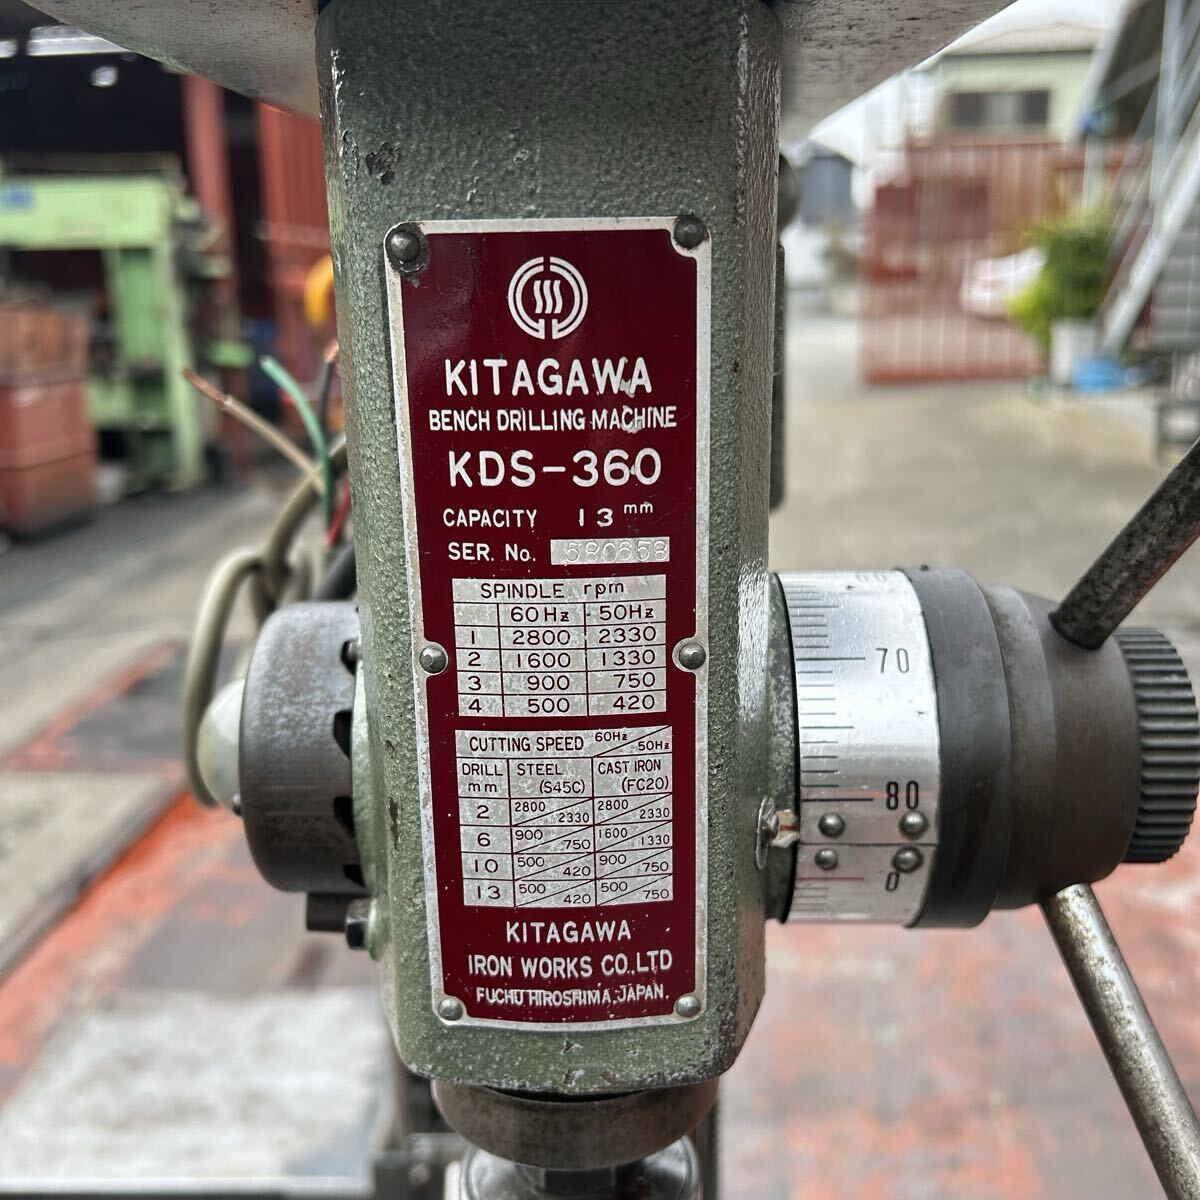 KITAGAWA
BENCH DRILLING MACHINE
KDS-360
CAPACITY 13 mm
SER. No. 580658
SPINDLE rpm
60Hz 50Hz
1 2800 2330
2 1600 1330
3 900 750
4 500 420
CUTTING SPEED 60Hz 50Hz
DRILL mm STEEL (S45C) CAST IRON (FC20)
2 2800 2330 2800 2330
6 900 750 1600 1330
10 500 420 900 750
13 500 420 500 750
KITAGAWA
IRON WORKS CO.,LTD
FUCHU HIROSHIMA, JAPAN.
60
70
80
0